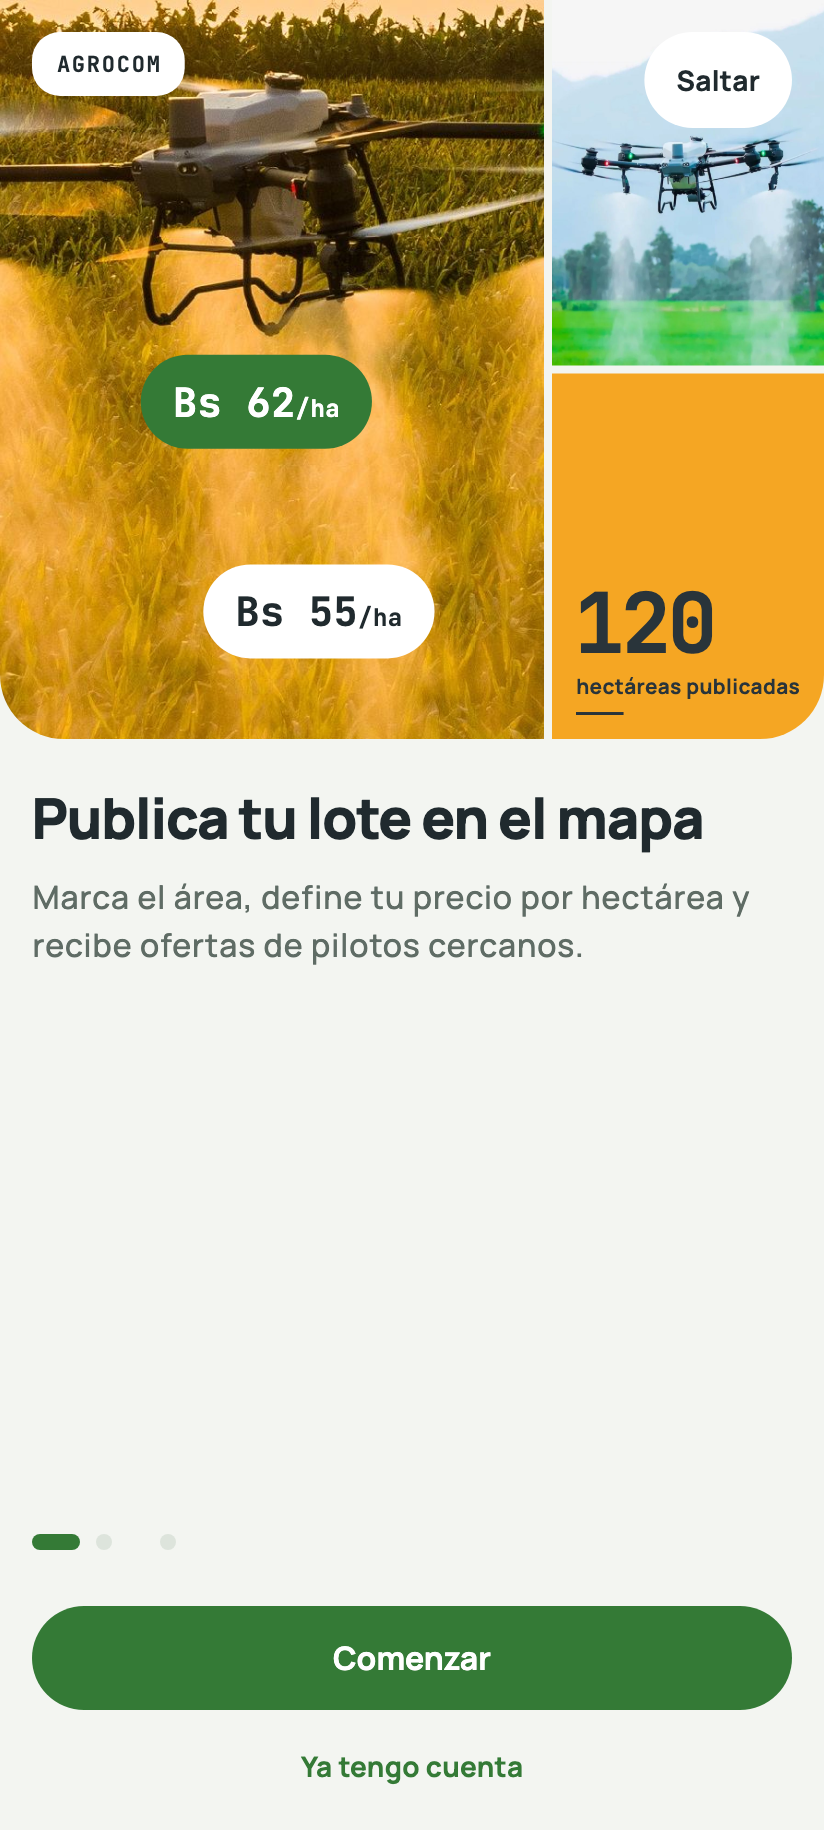 AGROCOM
Saltar
Bs 62/ha
Bs 55/ha
120
hectáreas publicadas
Publica tu lote en el mapa
Marca el área, define tu precio por hectárea y
recibe ofertas de pilotos cercanos.
Comenzar
Ya tengo cuenta